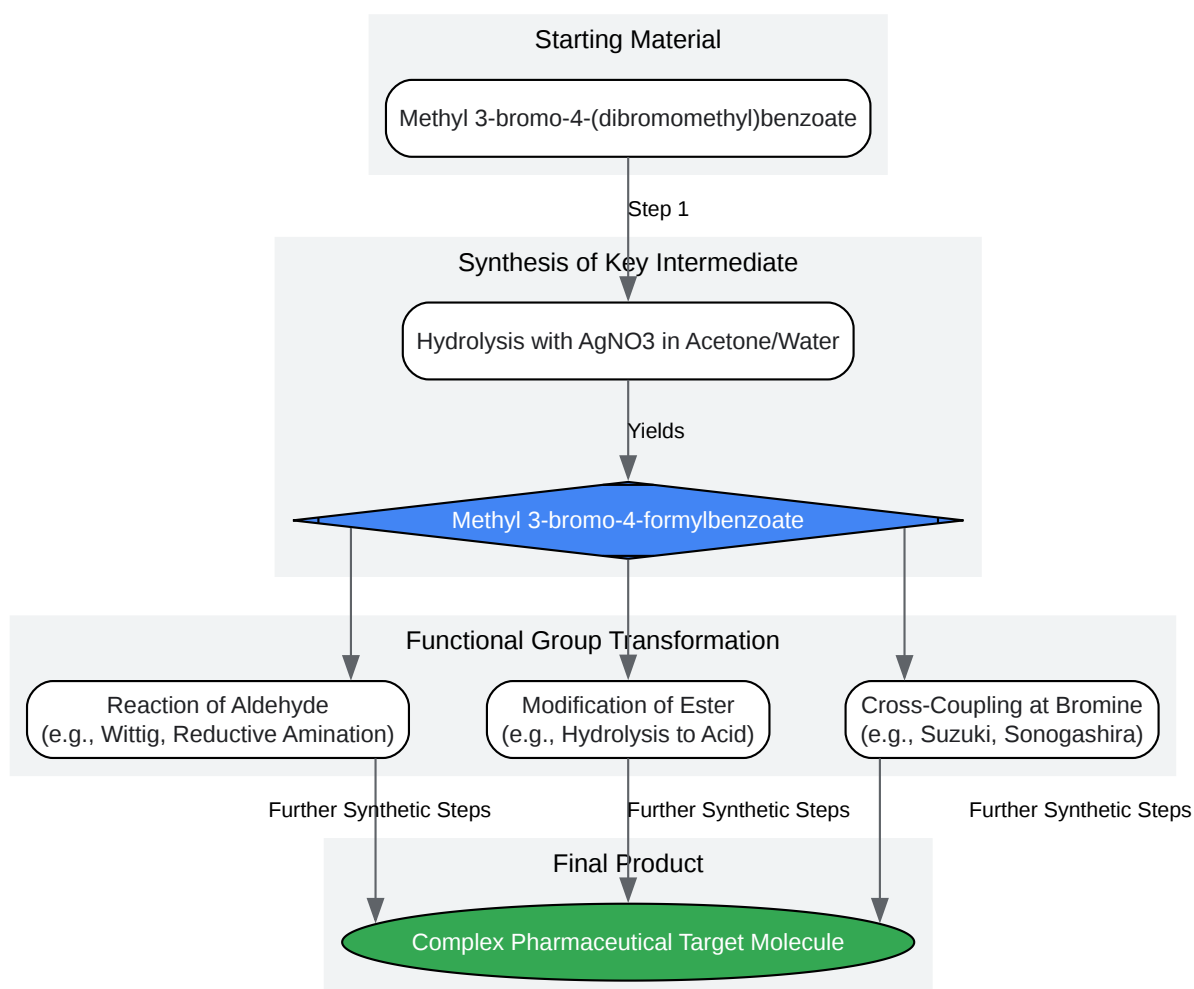 Starting Material
Methyl 3-bromo-4-(dibromomethyl)benzoate
Step 1
Synthesis of Key Intermediate
Hydrolysis with AgNO3 in Acetone/Water
Yields
Methyl 3-bromo-4-formylbenzoate
Functional Group Transformation
Reaction of Aldehyde
(e.g., Wittig, Reductive Amination)
Modification of Ester
(e.g., Hydrolysis to Acid)
Cross-Coupling at Bromine
(e.g., Suzuki, Sonogashira)
Further Synthetic Steps
Further Synthetic Steps
Further Synthetic Steps
Final Product
Complex Pharmaceutical Target Molecule